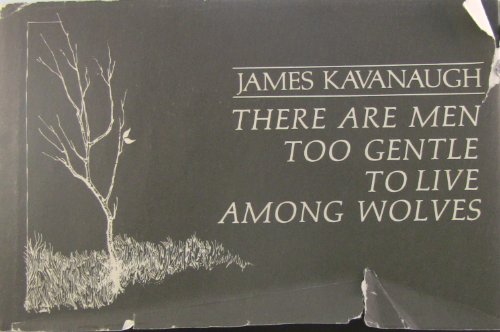 JAMES KAVANAUGH
THERE ARE MEN
TOO GENTLE
TO LIVE
AMONG WOLVES